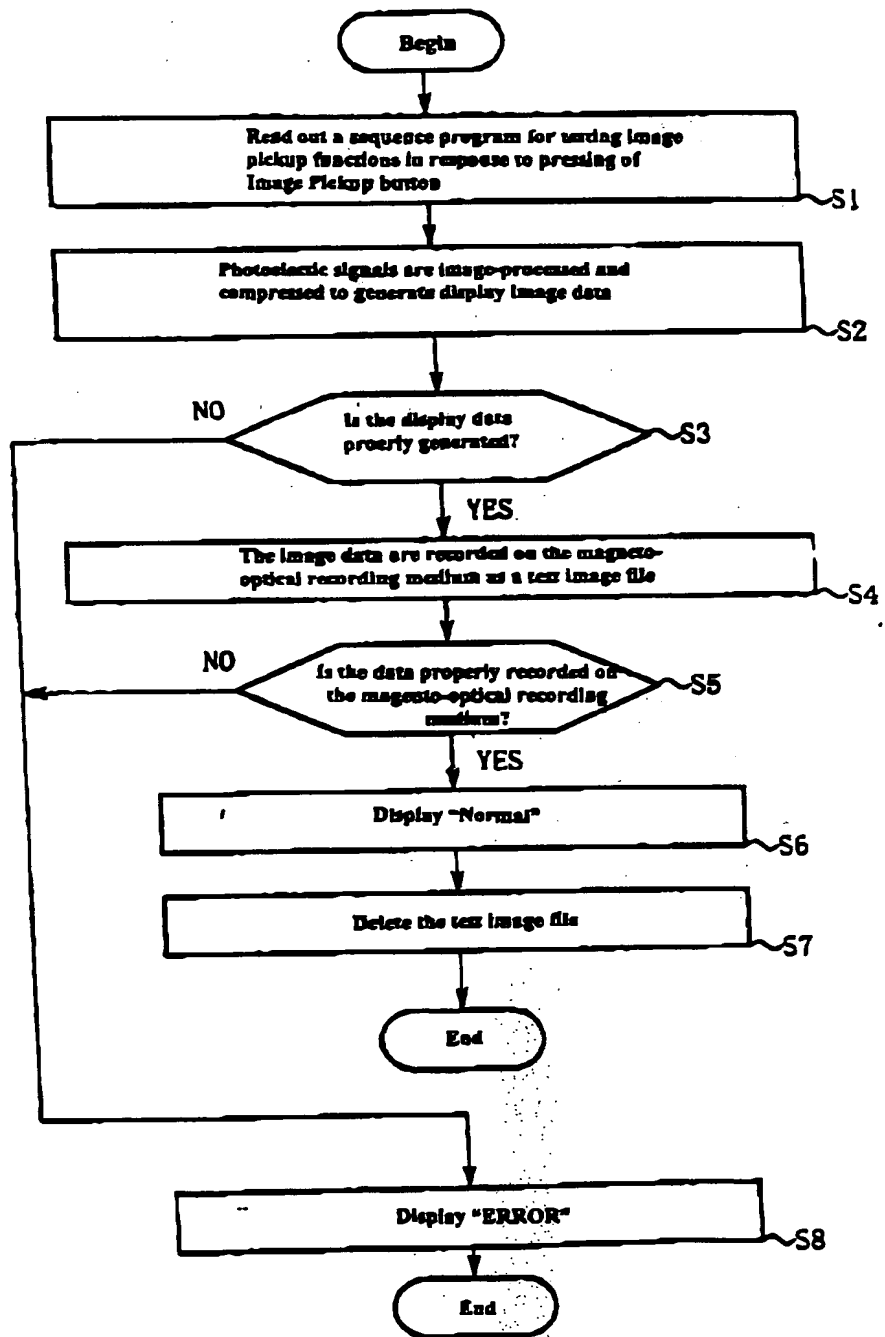 Begin
Read out a sequence program for testing image
pickup functions in response to pressing of
Image Pickup button
S1
Photoelectic signals are image-processed and
compressed to generate display image data
S2
NO
Is the display data
properly generated?
S3
YES
The image data are recorded on the magneto-
optical recording medium as a test image file
S4
NO
Is the data properly recorded on
the magensto-optical recording
medium?
S5
YES
Display "Normal"
S6
Delete the test image file
S7
End
Display "ERROR"
S8
End